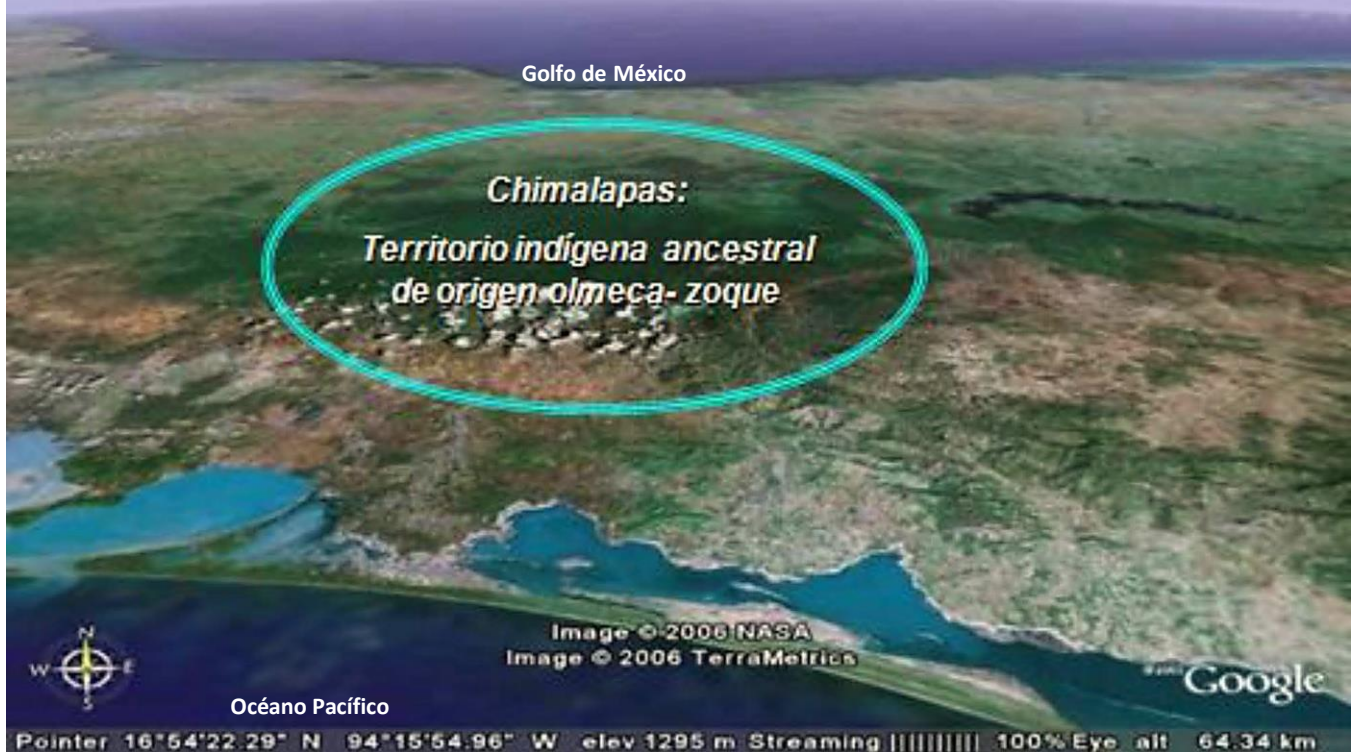 Golfo de México
Chimalapas:
Territorio indígena ancestral
de origen olmeca- zoque
N
W E
S
Image © 2006 NASA
Image © 2006 TerraMetrics
Google
Océano Pacífico
Pointer 16°54'22.29" N 94°15'54.96" W elev 1295 m Streaming |||||||||| 100% Eye alt 64.34 km